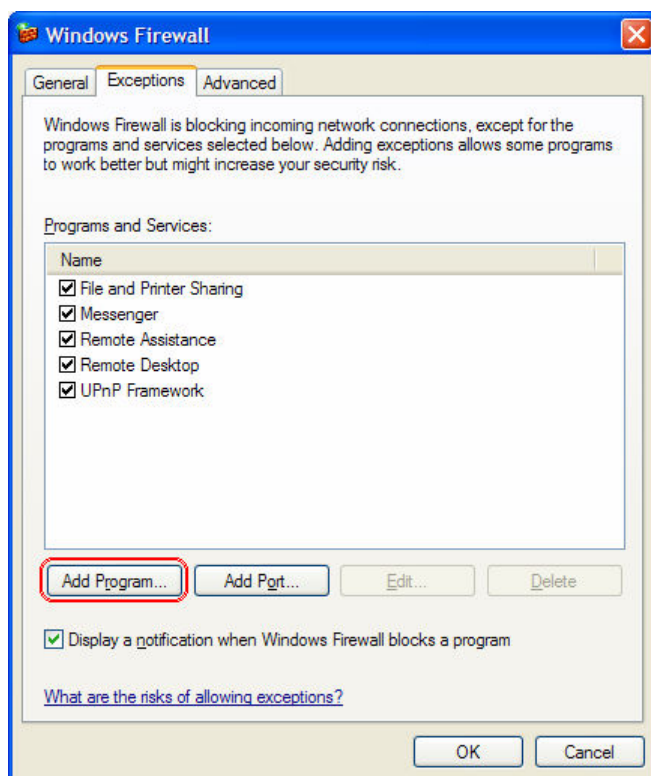 Windows Firewall
General Exceptions Advanced
Windows Firewall is blocking incoming network connections, except for the
programs and services selected below. Adding exceptions allows some programs
to work better but might increase your security risk.
Programs and Services:
Name
File and Printer Sharing
Messenger
Remote Assistance
Remote Desktop
UPnP Framework
Add Program... Add Port... Edit... Delete
Display a notification when Windows Firewall blocks a program
What are the risks of allowing exceptions?
OK Cancel